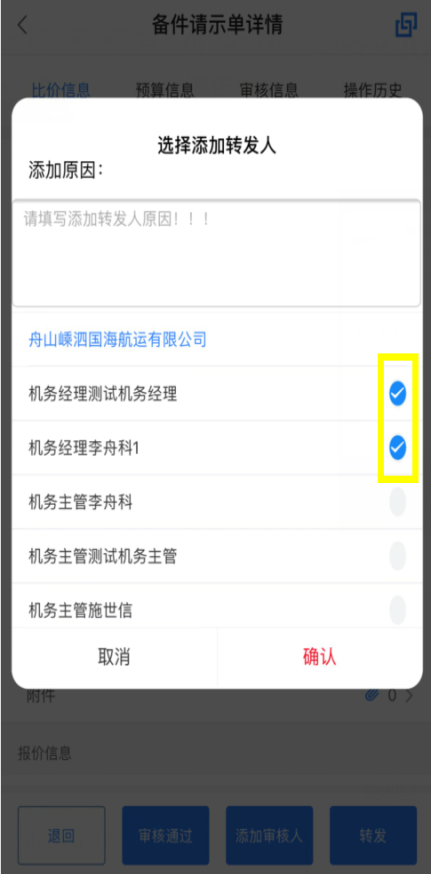 备件请示单详情
比价信息 预算信息 审核信息 操作历史
选择添加转发人
添加原因：
请填写添加转发人原因！！！
舟山嵊泗国海航运有限公司
机务经理测试机务经理
机务经理李舟科1
机务主管李舟科
机务主管测试机务主管
机务主管施世信
取消 确认
附件 0
报价信息
退回 审核通过 添加审核人 转发